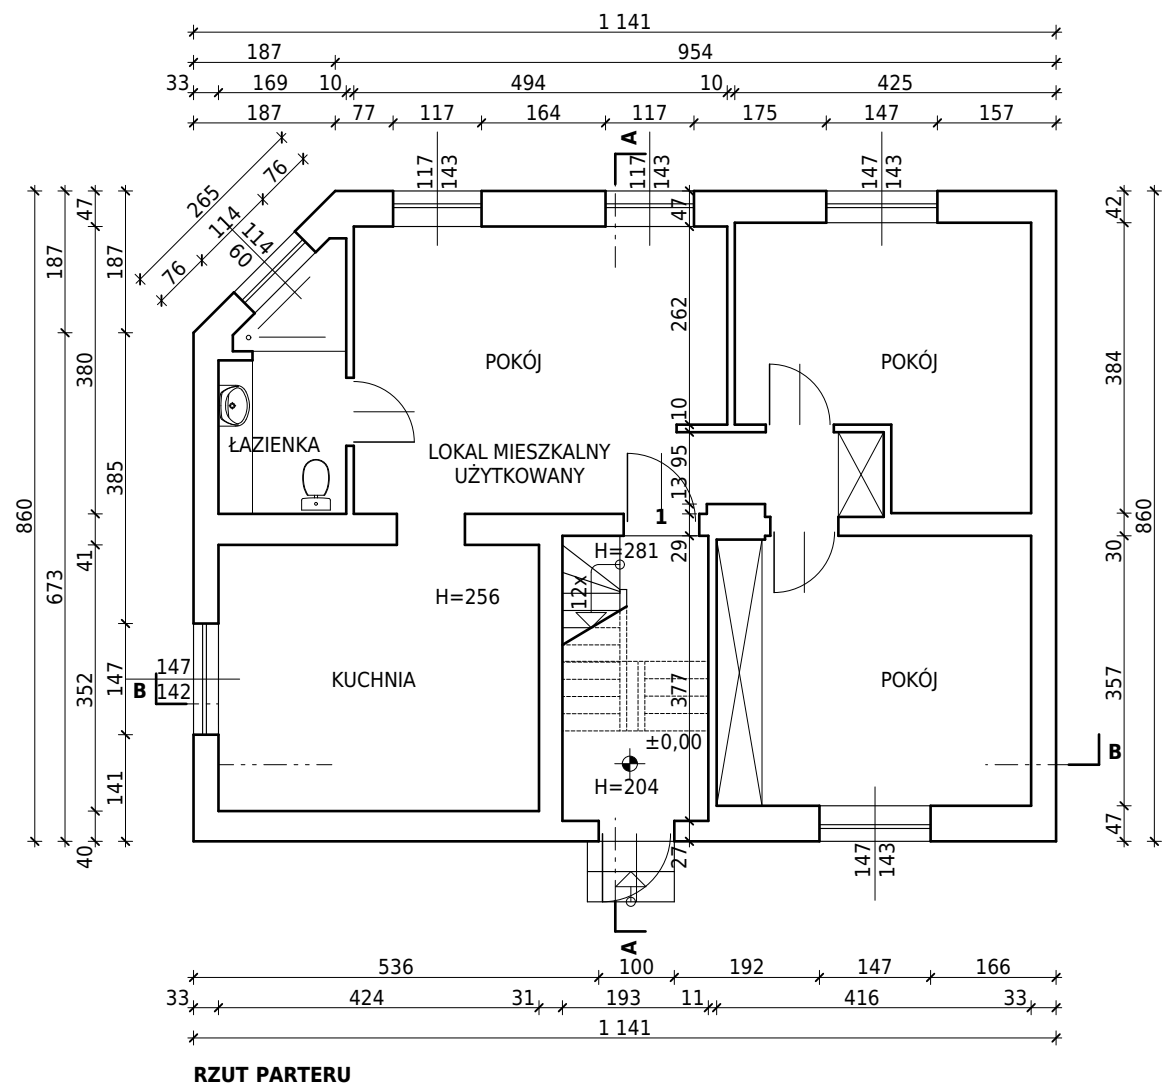 1 141
187 954
33 169 10 494 10 425
187 77 117 164 117 175 147 157
A
117 143
117 143
147 143
265
76 114 76
114
60
860
187 673
47 380 41 352 40
187 385 147 141
47 262 10 95 13 29 377 27
42 384 30 357 47
860
POKÓJ
POKÓJ
ŁAZIENKA
LOKAL MIESZKALNY
UŻYTKOWANY
1
H=281
12x
H=256
KUCHNIA
POKÓJ
147
142
B
B
±0,00
H=204
147 143
A
536 100 192 147 166
33 424 31 193 11 416 33
1 141
RZUT PARTERU